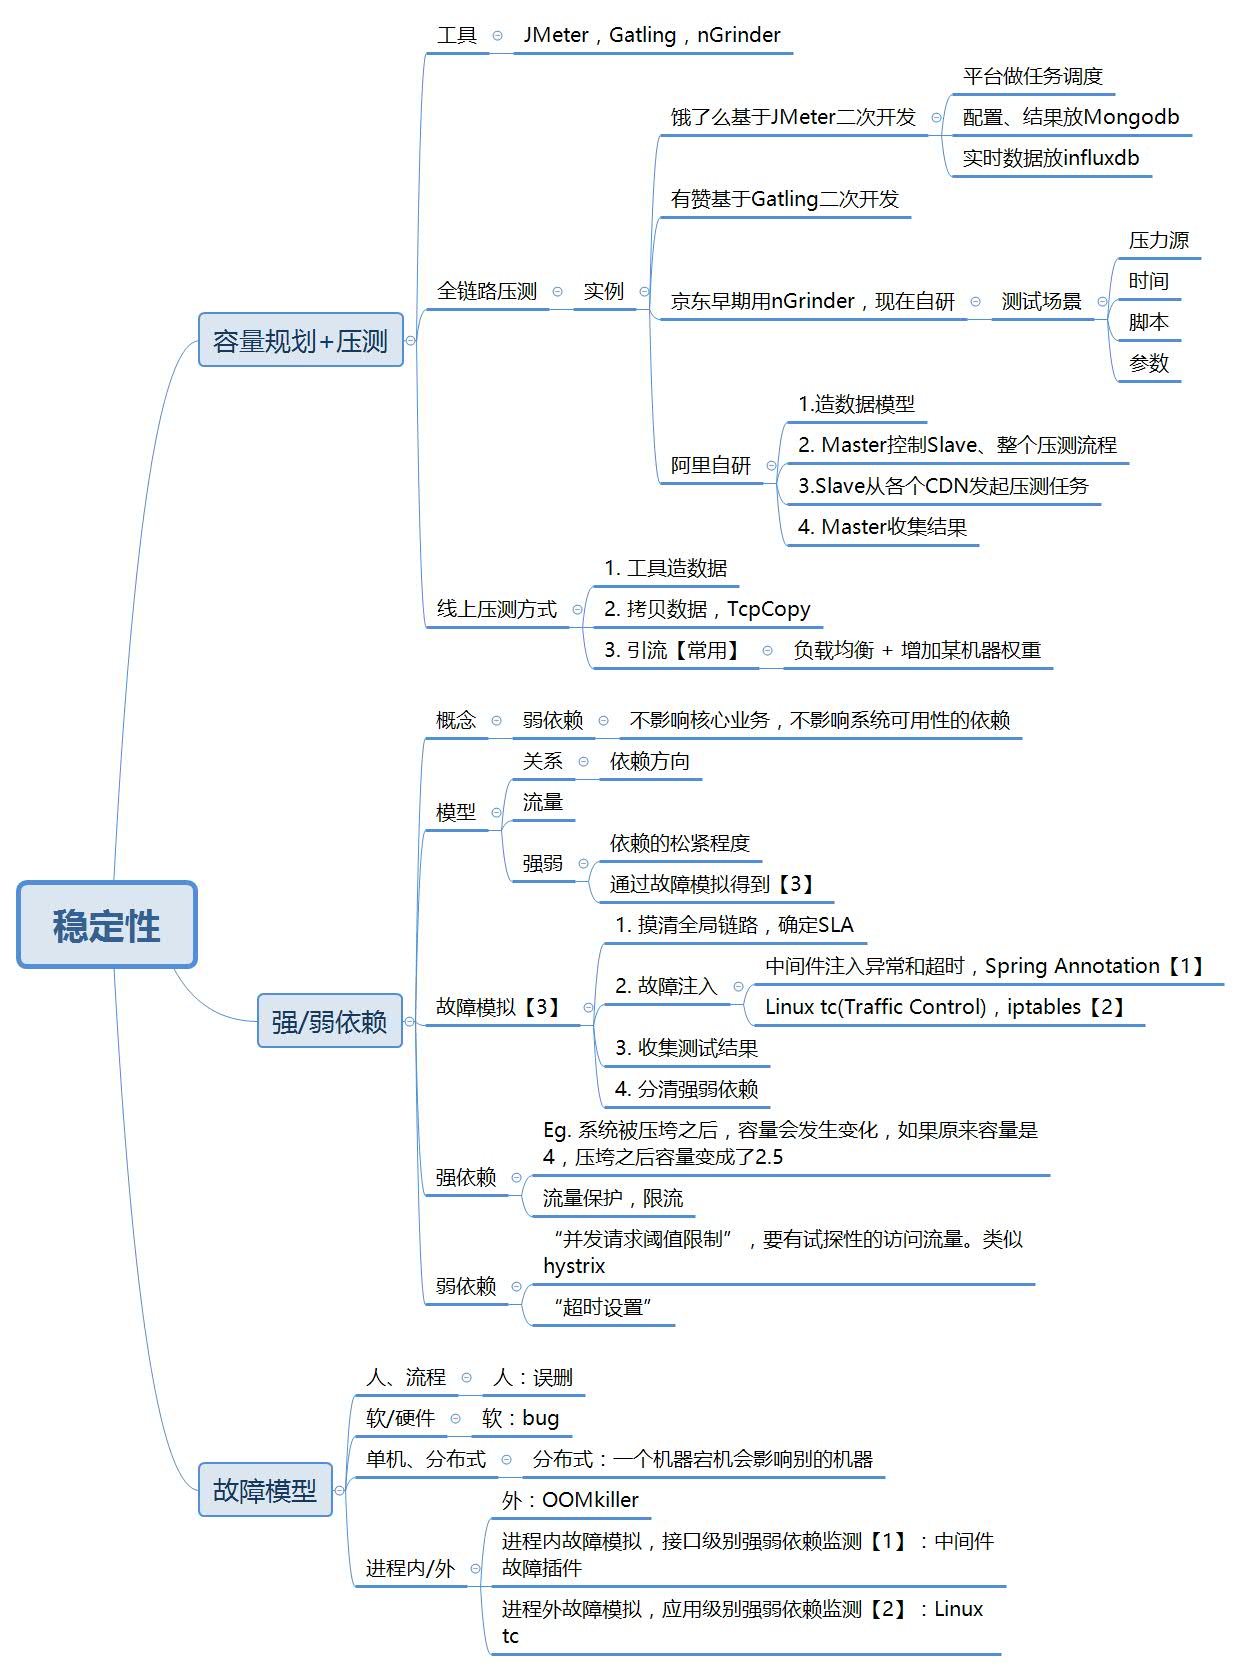 稳定性
容量规划+压测
工具
JMeter，Gatling，nGrinder
全链路压测
实例
饿了么基于JMeter二次开发
平台做任务调度
配置、结果放Mongodb
实时数据放influxdb
有赞基于Gatling二次开发
京东早期用nGrinder，现在自研
测试场景
压力源
时间
脚本
参数
阿里自研
1.造数据模型
2. Master控制Slave、整个压测流程
3.Slave从各个CDN发起压测任务
4. Master收集结果
线上压测方式
1. 工具造数据
2. 拷贝数据，TcpCopy
3. 引流【常用】
负载均衡 + 增加某机器权重
强/弱依赖
概念
弱依赖
不影响核心业务，不影响系统可用性的依赖
模型
关系
依赖方向
流量
强弱
依赖的松紧程度
通过故障模拟得到【3】
故障模拟【3】
1. 摸清全局链路，确定SLA
2. 故障注入
中间件注入异常和超时，Spring Annotation【1】
Linux tc(Traffic Control)，iptables【2】
3. 收集测试结果
4. 分清强弱依赖
强依赖
Eg. 系统被压垮之后，容量会发生变化，如果原来容量是
4，压垮之后容量变成了2.5
流量保护，限流
弱依赖
“并发请求阈值限制”，要有试探性的访问流量。类似
hystrix
“超时设置”
故障模型
人、流程
人：误删
软/硬件
软：bug
单机、分布式
分布式：一个机器宕机会影响别的机器
进程内/外
外：OOMkiller
进程内故障模拟，接口级别强弱依赖监测【1】：中间件
故障插件
进程外故障模拟，应用级别强弱依赖监测【2】：Linux
tc